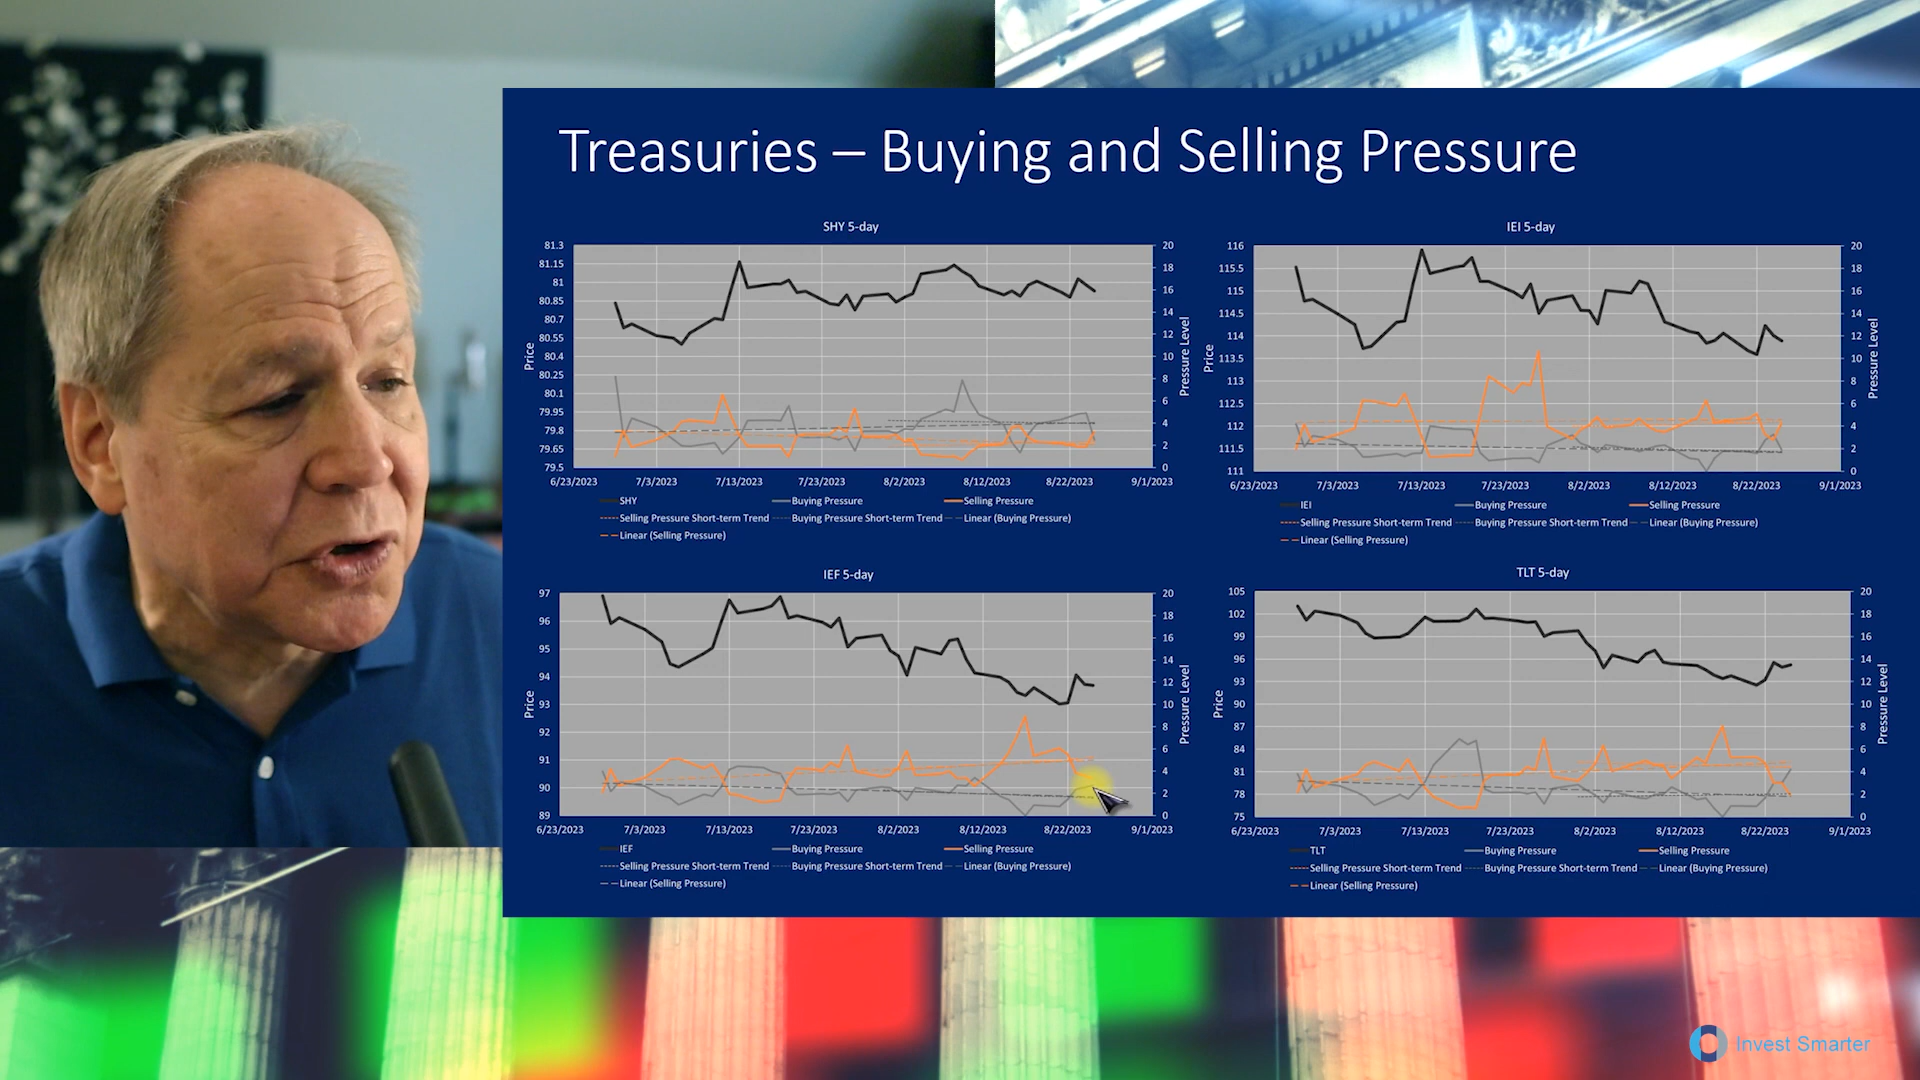 Treasuries – Buying and Selling Pressure
SHY 5-day
81.3
81.15
81
80.85
80.7
80.55
80.4
80.25
80.1
79.95
79.8
79.65
79.5
Price
20
18
16
14
12
10
8
6
4
2
0
Pressure Level
6/23/2023 7/3/2023 7/13/2023 7/23/2023 8/2/2023 8/12/2023 8/22/2023 9/1/2023
SHY Buying Pressure Selling Pressure
Selling Pressure Short-term Trend Buying Pressure Short-term Trend Linear (Buying Pressure)
Linear (Selling Pressure)
IEI 5-day
116
115.5
115
114.5
114
113.5
113
112.5
112
111.5
111
Price
20
18
16
14
12
10
8
6
4
2
0
Pressure Level
6/23/2023 7/3/2023 7/13/2023 7/23/2023 8/2/2023 8/12/2023 8/22/2023 9/1/2023
IEI Buying Pressure Selling Pressure
Selling Pressure Short-term Trend Buying Pressure Short-term Trend Linear (Buying Pressure)
Linear (Selling Pressure)
IEF 5-day
97
96
95
94
93
92
91
90
89
Price
20
18
16
14
12
10
8
6
4
2
0
Pressure Level
6/23/2023 7/3/2023 7/13/2023 7/23/2023 8/2/2023 8/12/2023 8/22/2023 9/1/2023
IEF Buying Pressure Selling Pressure
Selling Pressure Short-term Trend Buying Pressure Short-term Trend Linear (Buying Pressure)
Linear (Selling Pressure)
TLT 5-day
105
102
99
96
93
90
87
84
81
78
75
Price
20
18
16
14
12
10
8
6
4
2
0
Pressure Level
6/23/2023 7/3/2023 7/13/2023 7/23/2023 8/2/2023 8/12/2023 8/22/2023 9/1/2023
TLT Buying Pressure Selling Pressure
Selling Pressure Short-term Trend Buying Pressure Short-term Trend Linear (Buying Pressure)
Linear (Selling Pressure)
Invest Smarter